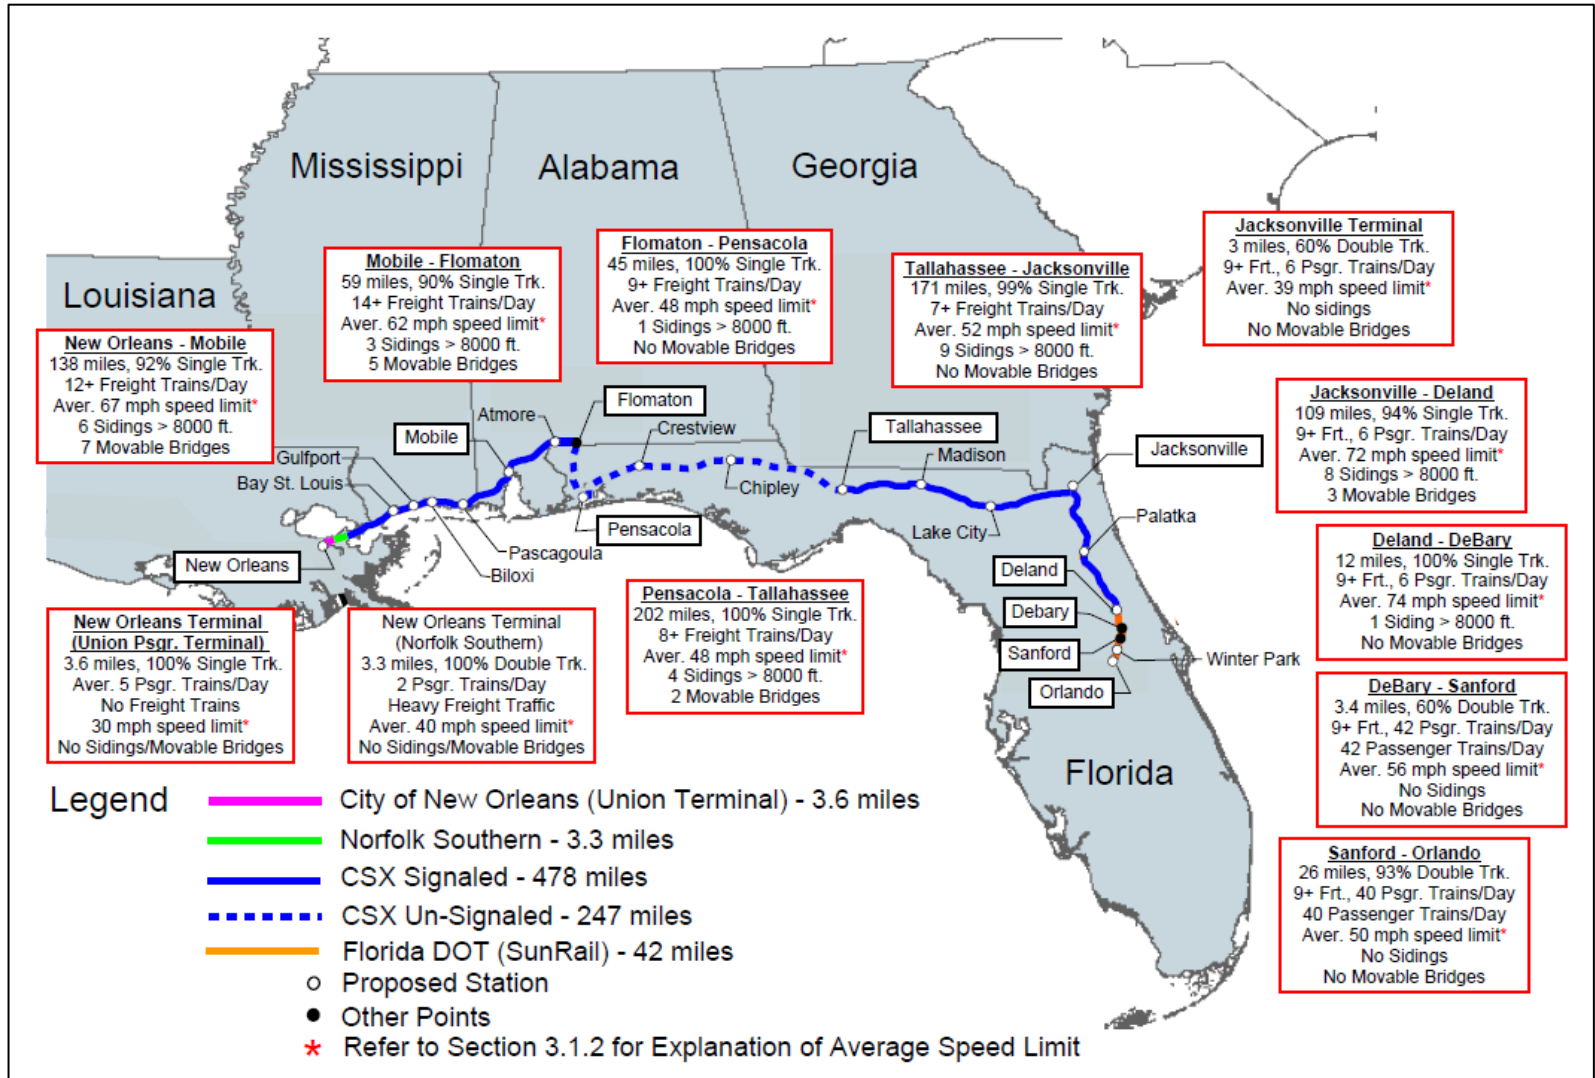 Mississippi
Alabama
Georgia
Louisiana
Florida
Jacksonville Terminal
3 miles, 60% Double Trk.
9+ Frt., 6 Psgr. Trains/Day
Aver. 39 mph speed limit*
No sidings
No Movable Bridges
Flomaton - Pensacola
45 miles, 100% Single Trk.
9+ Freight Trains/Day
Aver. 48 mph speed limit*
1 Sidings > 8000 ft.
No Movable Bridges
Mobile - Flomaton
59 miles, 90% Single Trk.
14+ Freight Trains/Day
Aver. 62 mph speed limit*
3 Sidings > 8000 ft.
5 Movable Bridges
Tallahassee - Jacksonville
171 miles, 99% Single Trk.
7+ Freight Trains/Day
Aver. 52 mph speed limit*
9 Sidings > 8000 ft.
No Movable Bridges
New Orleans - Mobile
138 miles, 92% Single Trk.
12+ Freight Trains/Day
Aver. 67 mph speed limit*
6 Sidings > 8000 ft.
7 Movable Bridges
Jacksonville - Deland
109 miles, 94% Single Trk.
9+ Frt., 6 Psgr. Trains/Day
Aver. 72 mph speed limit*
8 Sidings > 8000 ft.
3 Movable Bridges
Atmore
Flomaton
Crestview
Mobile
Tallahassee
Madison
Jacksonville
Gulfport
Bay St. Louis
Chipley
Pensacola
Lake City
Palatka
New Orleans
Pascagoula
Biloxi
Deland
Debary
Sanford
Winter Park
Orlando
Deland - DeBary
12 miles, 100% Single Trk.
9+ Frt., 6 Psgr. Trains/Day
Aver. 74 mph speed limit*
1 Siding > 8000 ft.
No Movable Bridges
Pensacola - Tallahassee
202 miles, 100% Single Trk.
8+ Freight Trains/Day
Aver. 48 mph speed limit*
4 Sidings > 8000 ft.
2 Movable Bridges
New Orleans Terminal
(Union Psgr. Terminal)
3.6 miles, 100% Single Trk.
Aver. 5 Psgr. Trains/Day
No Freight Trains
30 mph speed limit*
No Sidings/Movable Bridges
New Orleans Terminal
(Norfolk Southern)
3.3 miles, 100% Double Trk.
2 Psgr. Trains/Day
Heavy Freight Traffic
Aver. 40 mph speed limit*
No Sidings/Movable Bridges
DeBary - Sanford
3.4 miles, 60% Double Trk.
9+ Frt., 42 Psgr. Trains/Day
42 Passenger Trains/Day
Aver. 56 mph speed limit*
No Sidings
No Movable Bridges
Sanford - Orlando
26 miles, 93% Double Trk.
9+ Frt., 40 Psgr. Trains/Day
40 Passenger Trains/Day
Aver. 50 mph speed limit*
No Sidings
No Movable Bridges
Legend
City of New Orleans (Union Terminal) - 3.6 miles
Norfolk Southern - 3.3 miles
CSX Signaled - 478 miles
CSX Un-Signaled - 247 miles
Florida DOT (SunRail) - 42 miles
Proposed Station
Other Points
* Refer to Section 3.1.2 for Explanation of Average Speed Limit